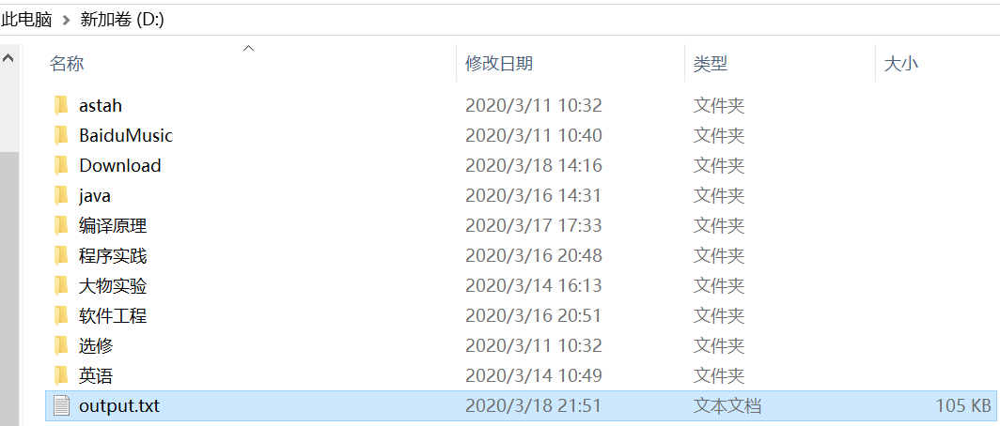 此电脑 > 新加卷 (D:)
名称 修改日期 类型 大小
astah 2020/3/11 10:32 文件夹
BaiduMusic 2020/3/11 10:40 文件夹
Download 2020/3/18 14:16 文件夹
java 2020/3/16 14:31 文件夹
编译原理 2020/3/17 17:33 文件夹
程序实践 2020/3/16 20:48 文件夹
大物实验 2020/3/14 16:13 文件夹
软件工程 2020/3/16 20:51 文件夹
选修 2020/3/11 10:32 文件夹
英语 2020/3/14 10:49 文件夹
output.txt 2020/3/18 21:51 文本文档 105 KB